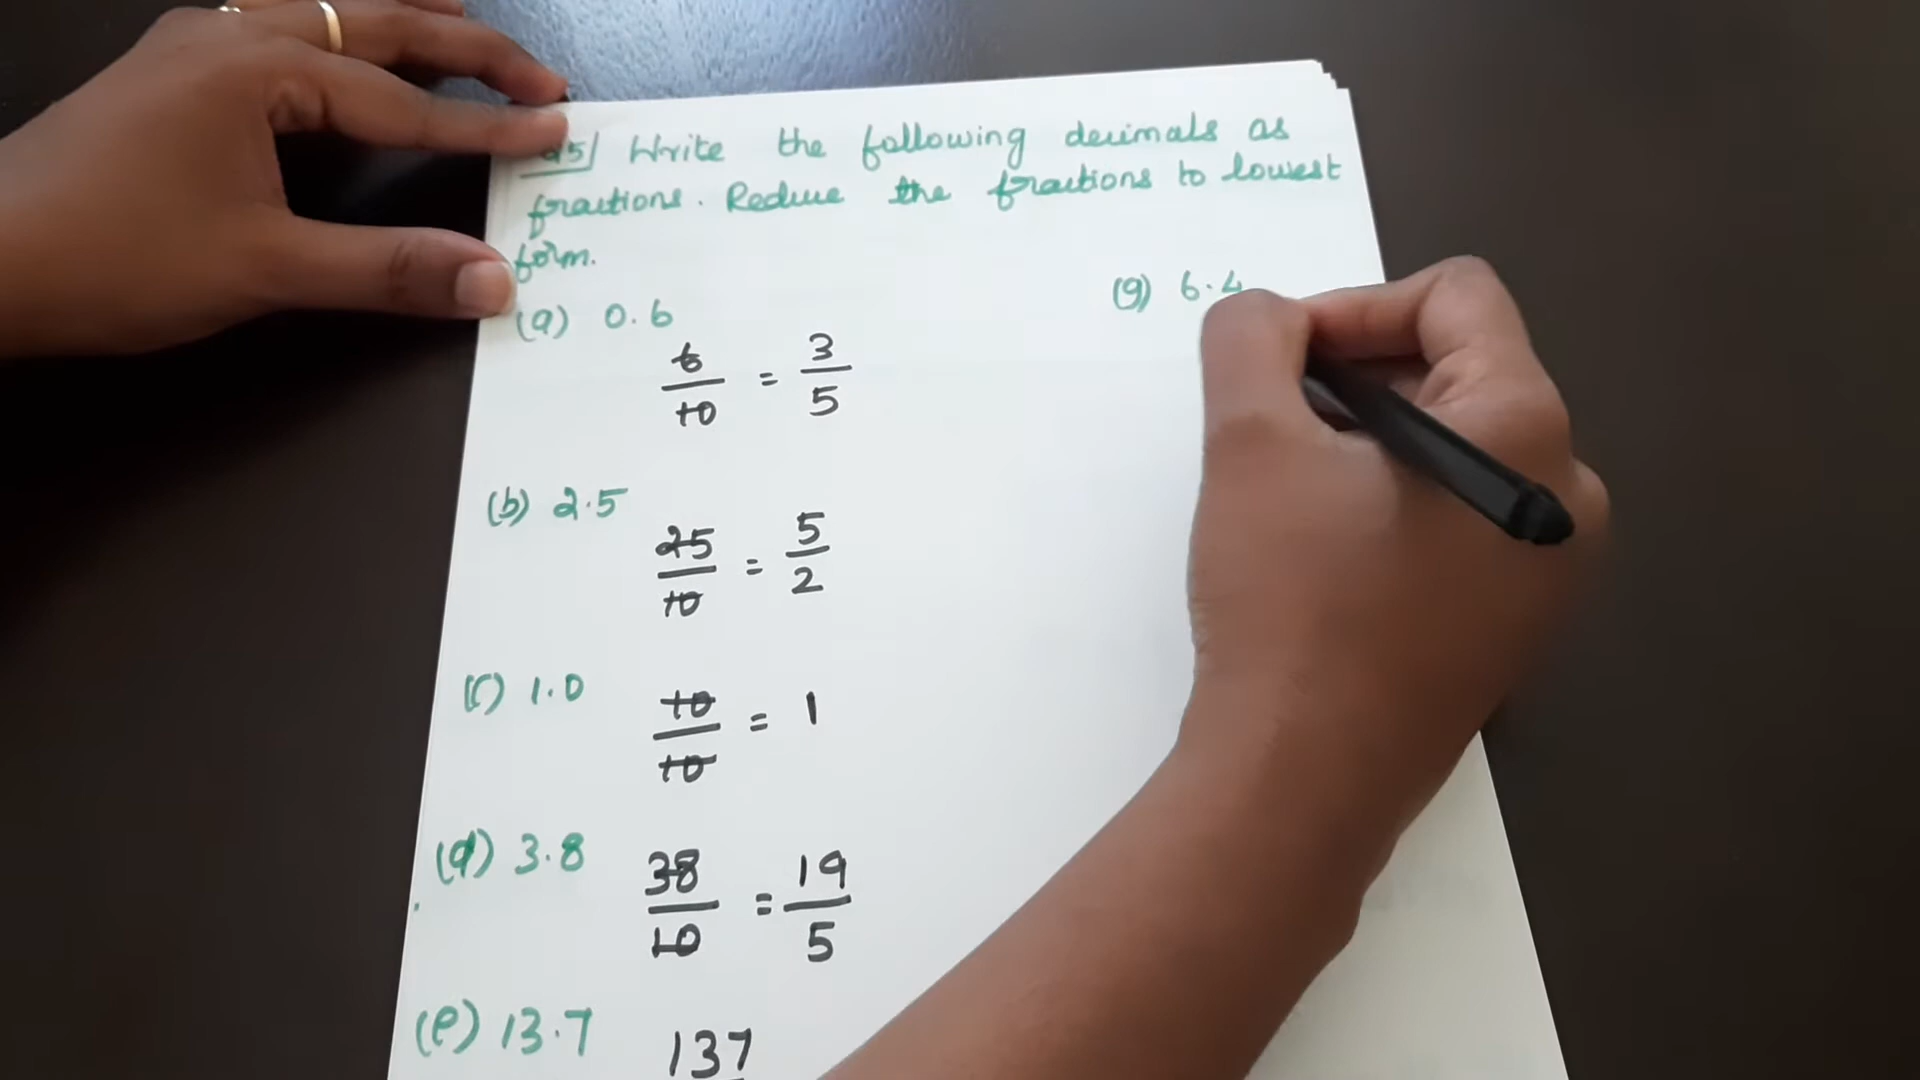 Q5) Write the following decimals as
fractions. Reduce the fractions to lowest
form.
(a) 0.6
6/10 = 3/5
(b) 2.5
25/10 = 5/2
(c) 1.0
10/10 = 1
(d) 3.8
38/10 = 19/5
(e) 13.7
137
(g) 6.4